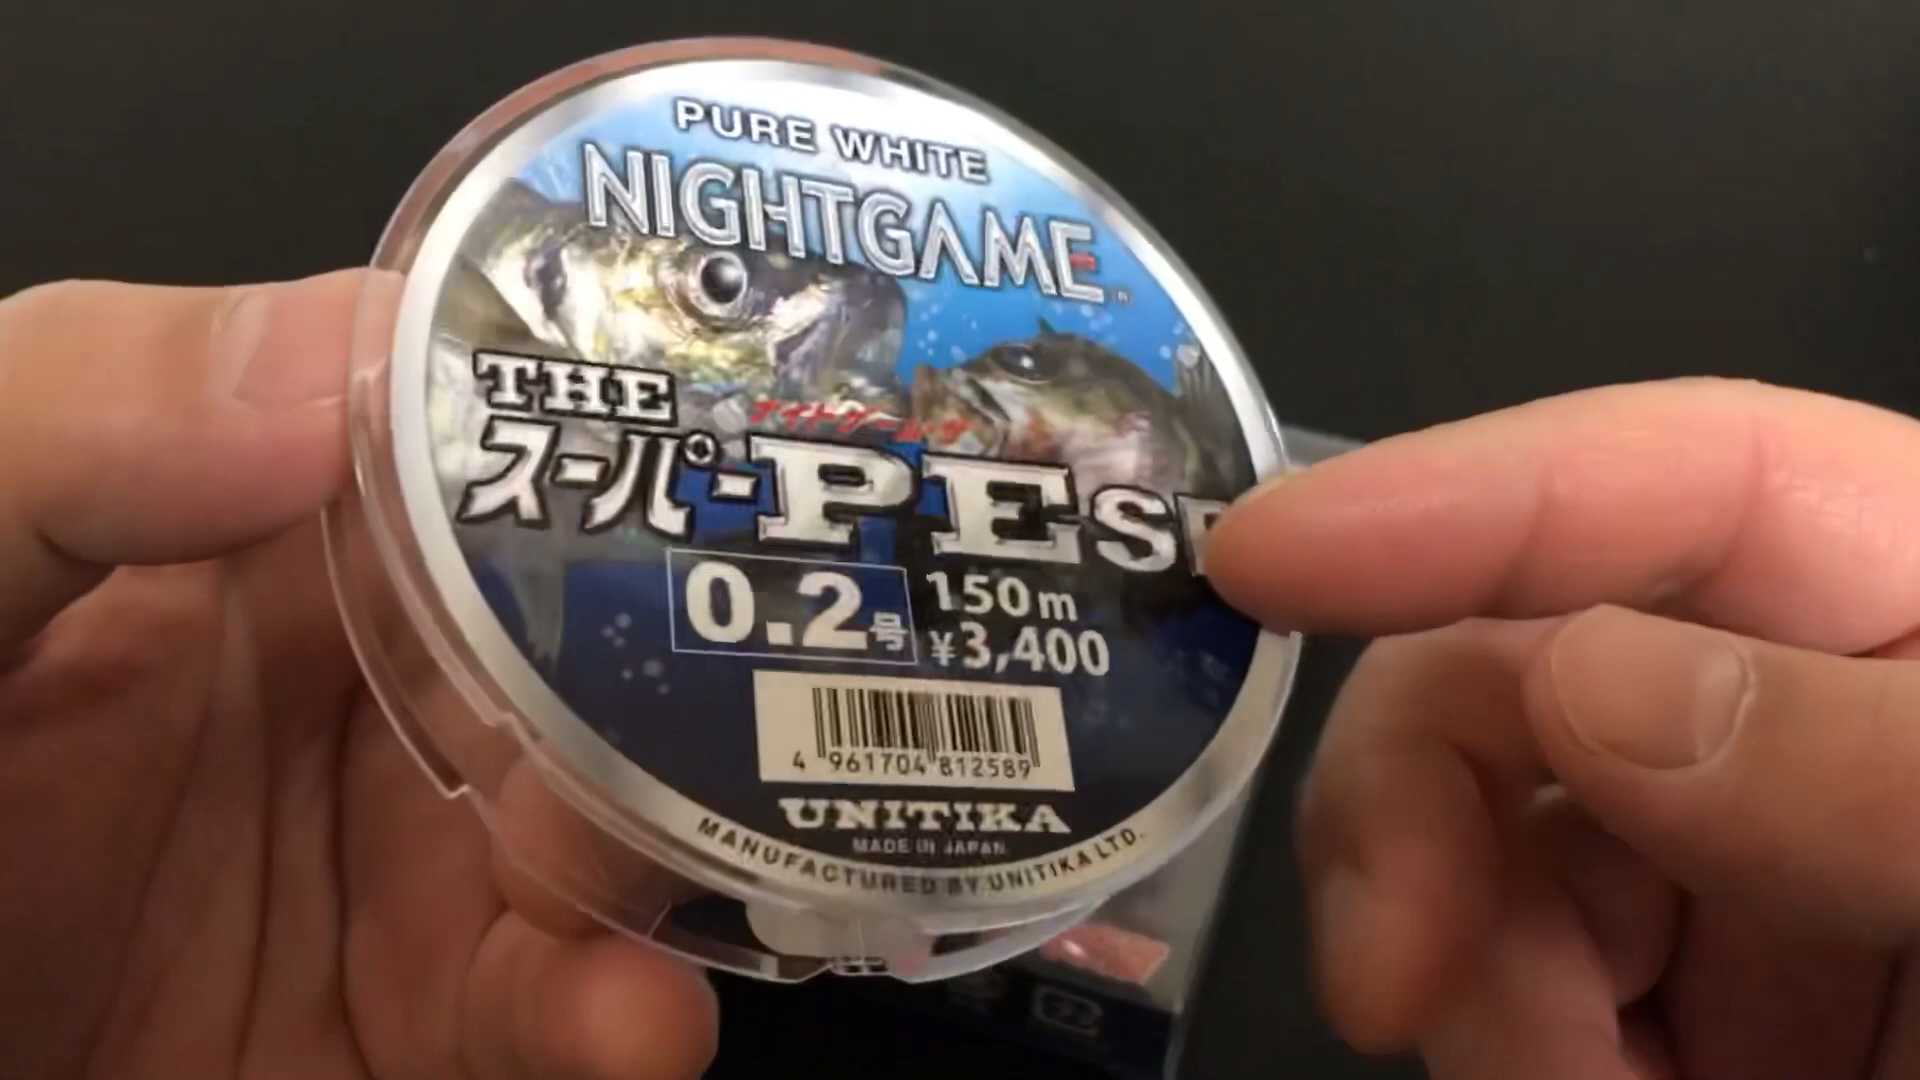 PURE WHITE
NIGHTGAME
THE
ナイトゲーム・ザ
スーパーPE S
0.2号
150m
¥3,400
4 961704 812589
UNITIKA
MADE IN JAPAN
MANUFACTURED BY UNITIKA LTD.